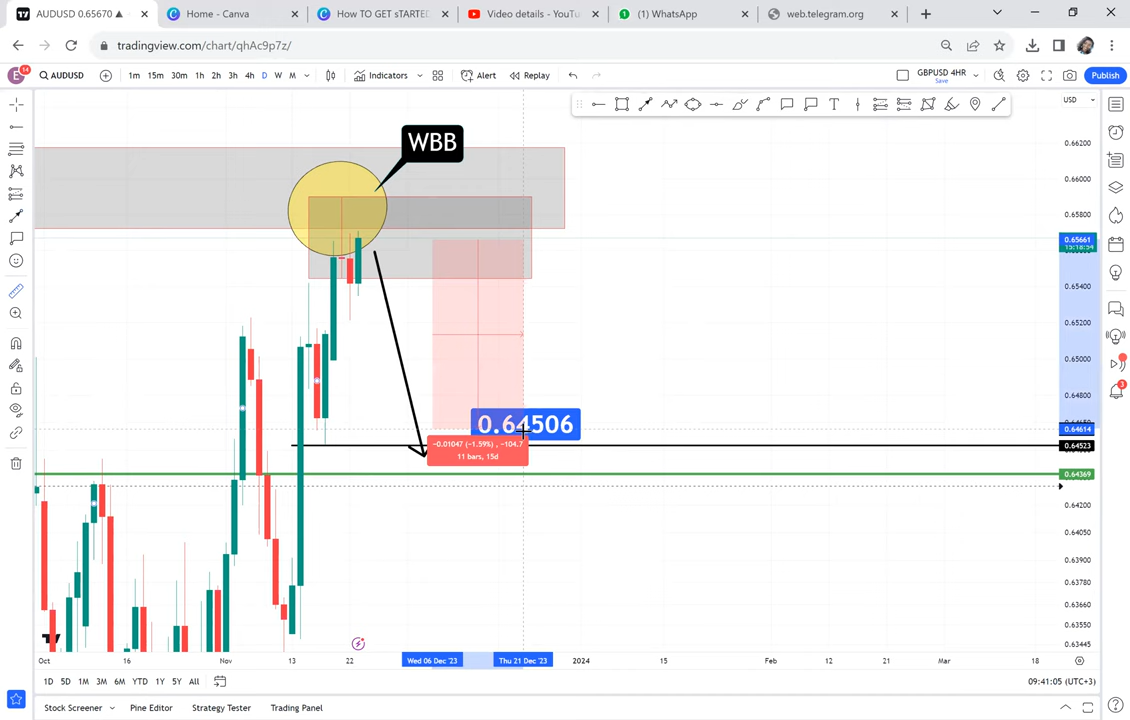 AUDUSD 0.65670 ▲
Home - Canva
How TO GET sTARTED
Video details - YouTu
(1) WhatsApp
web.telegram.org
tradingview.com/chart/qhAc9p7z/
E
14
AUDUSD
1m 15m 30m 1h 2h 3h 4h D W M
Indicators
Alert
Replay
GBPUSD 4HR
Save
Publish
T
USD
WBB
0.66200
0.66000
0.65800
0.65661
15:18:54
0.65400
0.65200
0.65000
0.64800
0.64614
0.64523
0.64369
0.64200
0.64050
0.63900
0.63780
0.63660
0.63550
0.63445
0.64506
−0.01047 (−1.59%) , −104.7
11 bars, 15d
Oct 16 Nov 13 22 Wed 06 Dec '23 Thu 21 Dec '23 2024 15 Feb 12 21 Mar 18
1D 5D 1M 3M 6M YTD 1Y 5Y All
09:41:05 (UTC+3)
Stock Screener
Pine Editor
Strategy Tester
Trading Panel
3